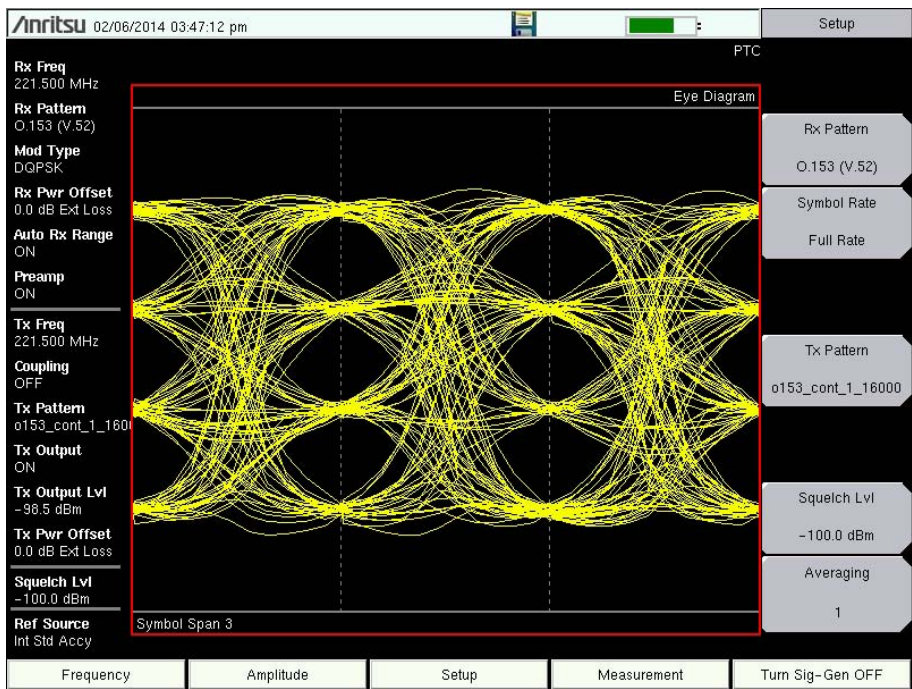 Anritsu 02/06/2014 03:47:12 pm
Setup
PTC
Rx Freq
221.500 MHz
Rx Pattern
O.153 (V.52)
Mod Type
DQPSK
Rx Pwr Offset
0.0 dB Ext Loss
Auto Rx Range
ON
Preamp
ON
Tx Freq
221.500 MHz
Coupling
OFF
Tx Pattern
o153_cont_1_160
Tx Output
ON
Tx Output Lvl
-98.5 dBm
Tx Pwr Offset
0.0 dB Ext Loss
Squelch Lvl
-100.0 dBm
Ref Source
Int Std Accy
Eye Diagram
Symbol Span 3
Rx Pattern
O.153 (V.52)
Symbol Rate
Full Rate
Tx Pattern
o153_cont_1_16000
Squelch Lvl
-100.0 dBm
Averaging
1
Frequency
Amplitude
Setup
Measurement
Turn Sig-Gen OFF